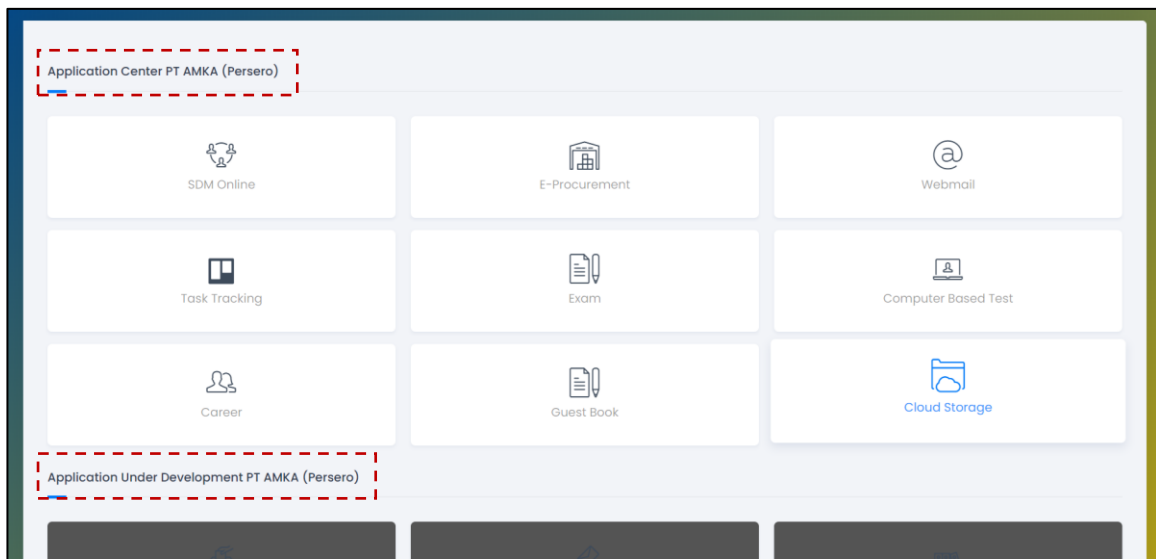 Application Center PT AMKA (Persero)
SDM Online
E-Procurement
Webmail
Task Tracking
Exam
Computer Based Test
Career
Guest Book
Cloud Storage
Application Under Development PT AMKA (Persero)